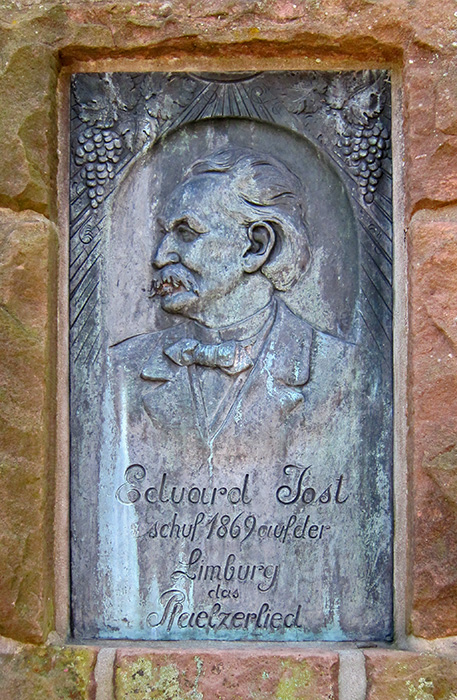 Eduard Jost
schuf 1869 auf der
Limburg
das
Pfaelzerlied